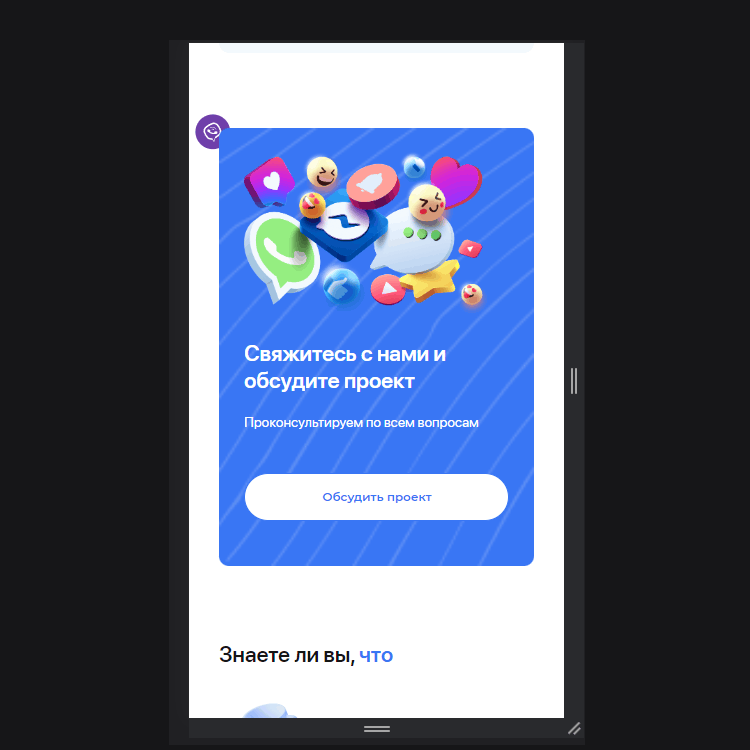 Свяжитесь с нами и
обсудите проект
Проконсультируем по всем вопросам
Обсудить проект
Знаете ли вы, что